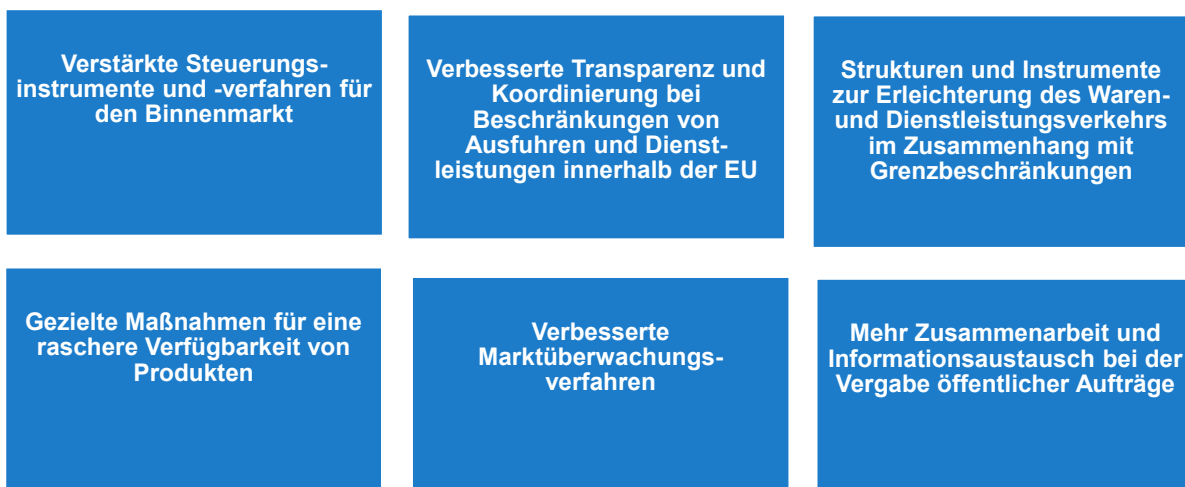 Verstärkte Steuerungs-
instrumente und -verfahren für
den Binnenmarkt
Verbesserte Transparenz und
Koordinierung bei
Beschränkungen von
Ausfuhren und Dienst-
leistungen innerhalb der EU
Strukturen und Instrumente
zur Erleichterung des Waren-
und Dienstleistungsverkehrs
im Zusammenhang mit
Grenzbeschränkungen
Gezielte Maßnahmen für eine
raschere Verfügbarkeit von
Produkten
Verbesserte
Marktüberwachungs-
verfahren
Mehr Zusammenarbeit und
Informationsaustausch bei der
Vergabe öffentlicher Aufträge